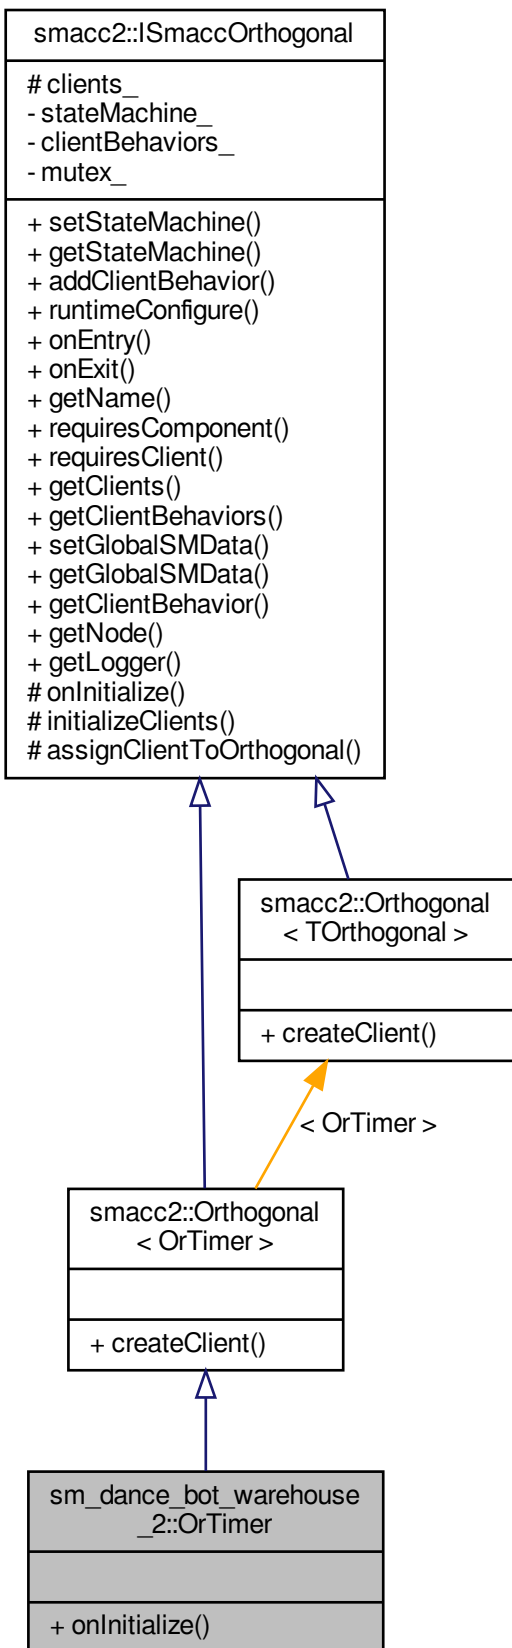 smacc2::ISmaccOrthogonal
# clients_
- stateMachine_
- clientBehaviors_
- mutex_
+ setStateMachine()
+ getStateMachine()
+ addClientBehavior()
+ runtimeConfigure()
+ onEntry()
+ onExit()
+ getName()
+ requiresComponent()
+ requiresClient()
+ getClients()
+ getClientBehaviors()
+ setGlobalSMData()
+ getGlobalSMData()
+ getClientBehavior()
+ getNode()
+ getLogger()
# onInitialize()
# initializeClients()
# assignClientToOrthogonal()
smacc2::Orthogonal
< TOrthogonal >
+ createClient()
< OrTimer >
smacc2::Orthogonal
< OrTimer >
+ createClient()
sm_dance_bot_warehouse
_2::OrTimer
+ onInitialize()